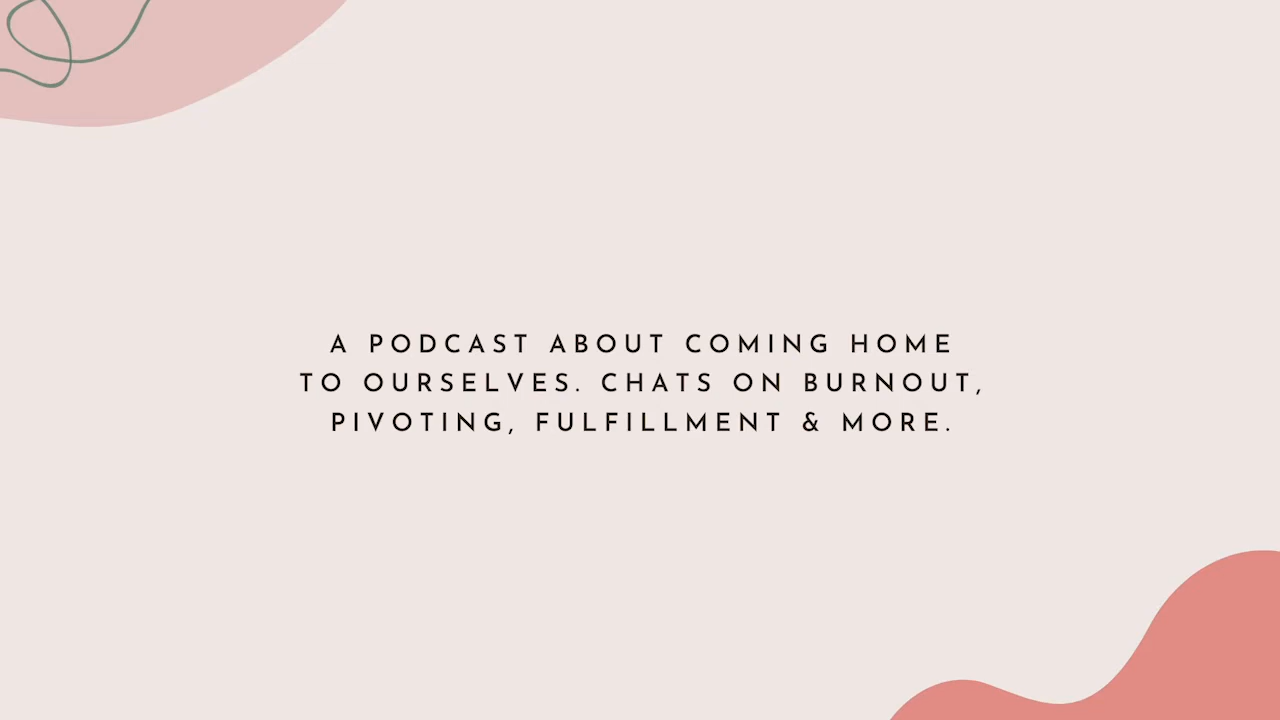 A PODCAST ABOUT COMING HOME
TO OURSELVES. CHATS ON BURNOUT,
PIVOTING, FULFILLMENT & MORE.